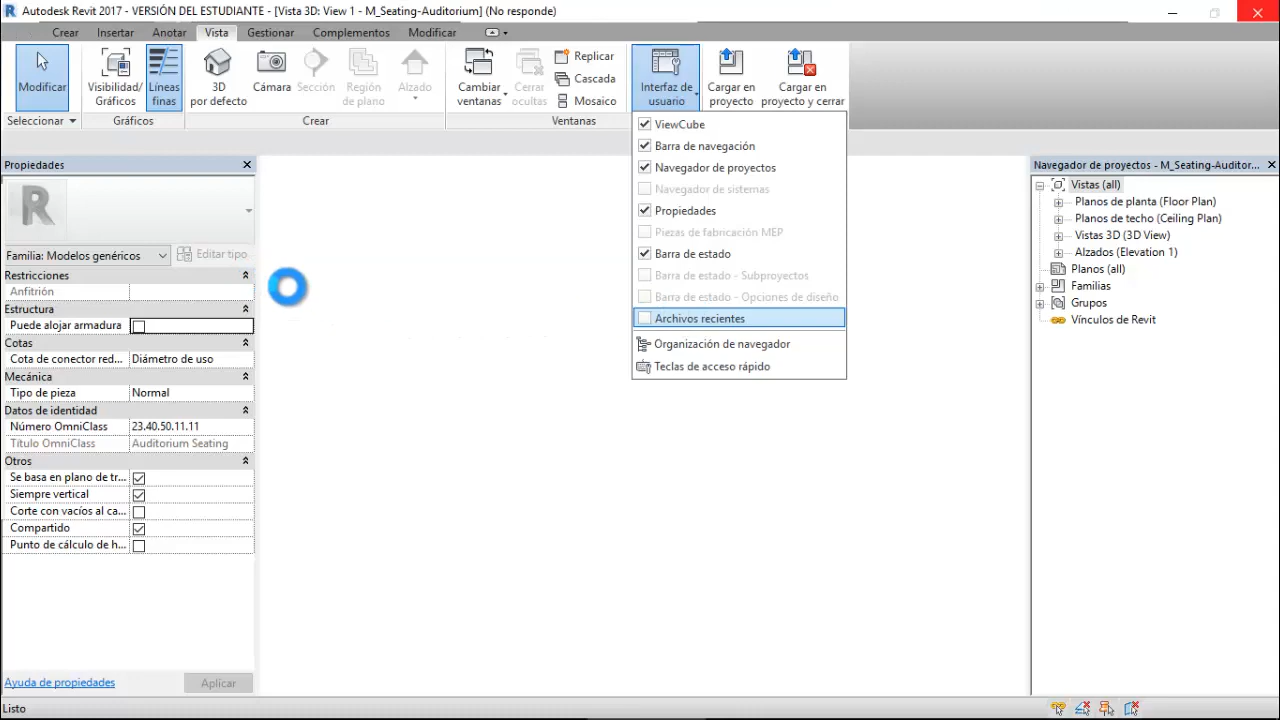 Autodesk Revit 2017 - VERSIÓN DEL ESTUDIANTE - [Vista 3D: View 1 - M_Seating-Auditorium] (No responde)
Crear Insertar Anotar Vista Gestionar Complementos Modificar
Modificar
Visibilidad/
Gráficos
Líneas
finas
3D
por defecto
Cámara
Sección
Región
de plano
Alzado
Cambiar
ventanas
Cerrar
ocultas
Replicar
Cascada
Mosaico
Interfaz de
usuario
Cargar en
proyecto
Cargar en
proyecto y cerrar
Seleccionar
Gráficos
Crear
Ventanas
ViewCube
Barra de navegación
Navegador de proyectos
Navegador de sistemas
Propiedades
Piezas de fabricación MEP
Barra de estado
Barra de estado - Subproyectos
Barra de estado - Opciones de diseño
Archivos recientes
Organización de navegador
Teclas de acceso rápido
Propiedades
R
Familia: Modelos genéricos
Editar tipo
Restricciones
Anfitrión
Estructura
Puede alojar armadura
Cotas
Cota de conector red... Diámetro de uso
Mecánica
Tipo de pieza Normal
Datos de identidad
Número OmniClass 23.40.50.11.11
Título OmniClass Auditorium Seating
Otros
Se basa en plano de tr...
Siempre vertical
Corte con vacíos al ca...
Compartido
Punto de cálculo de h...
Ayuda de propiedades
Aplicar
Navegador de proyectos - M_Seating-Auditor...
Vistas (all)
Planos de planta (Floor Plan)
Planos de techo (Ceiling Plan)
Vistas 3D (3D View)
Alzados (Elevation 1)
Planos (all)
Familias
Grupos
Vínculos de Revit
Listo